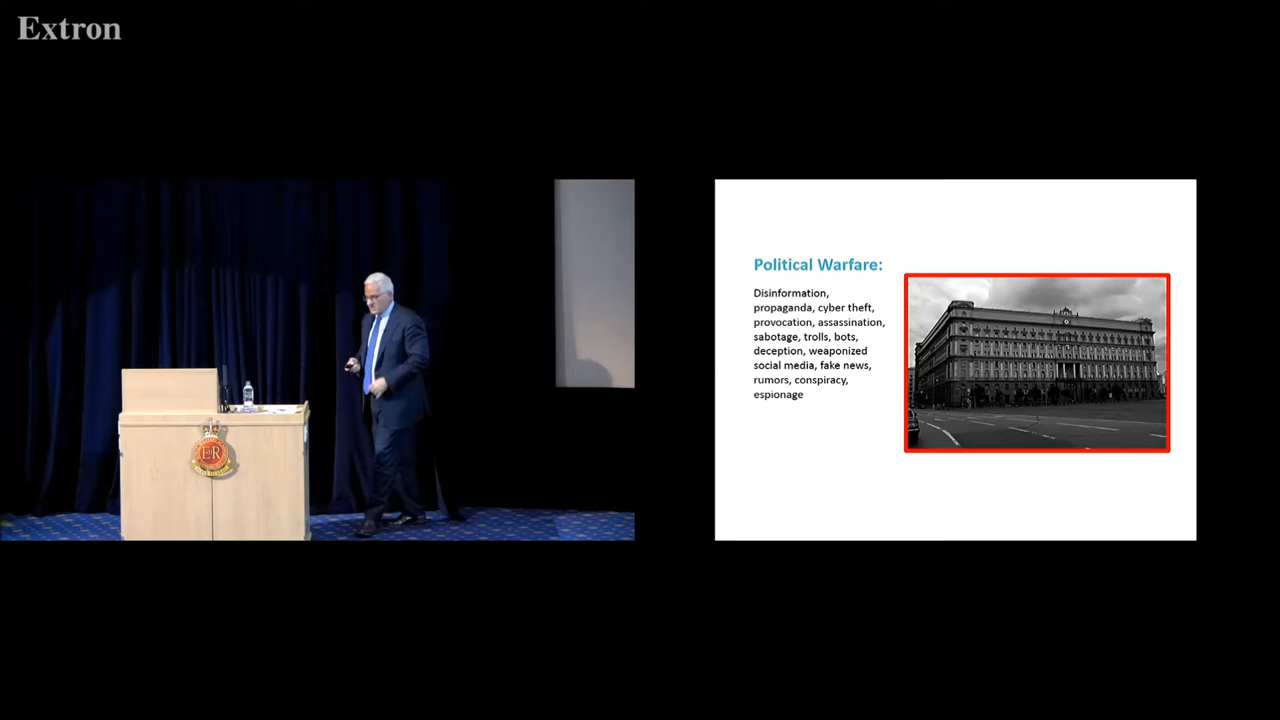 Extron
Political Warfare:
Disinformation,
propaganda, cyber theft,
provocation, assassination,
sabotage, trolls, bots,
deception, weaponized
social media, fake news,
rumors, conspiracy,
espionage
EIIR